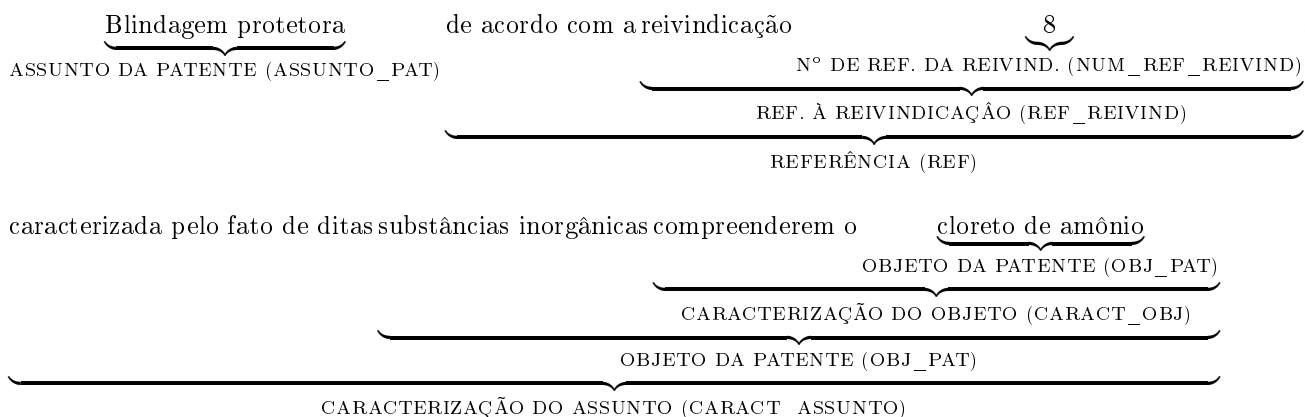 Blindagem protetora de acordo com a reivindicação 8
ASSUNTO DA PATENTE (ASSUNTO_PAT) Nº DE REF. DA REIVIND. (NUM_REF_REIVIND)
REF. À REIVINDICAÇÂO (REF_REIVIND)
REFERÊNCIA (REF)
caracterizada pelo fato de ditas substâncias inorgânicas compreenderem o cloreto de amônio
OBJETO DA PATENTE (OBJ_PAT)
CARACTERIZAÇÃO DO OBJETO (CARACT_OBJ)
OBJETO DA PATENTE (OBJ_PAT)
CARACTERIZAÇÃO DO ASSUNTO (CARACT_ASSUNTO)